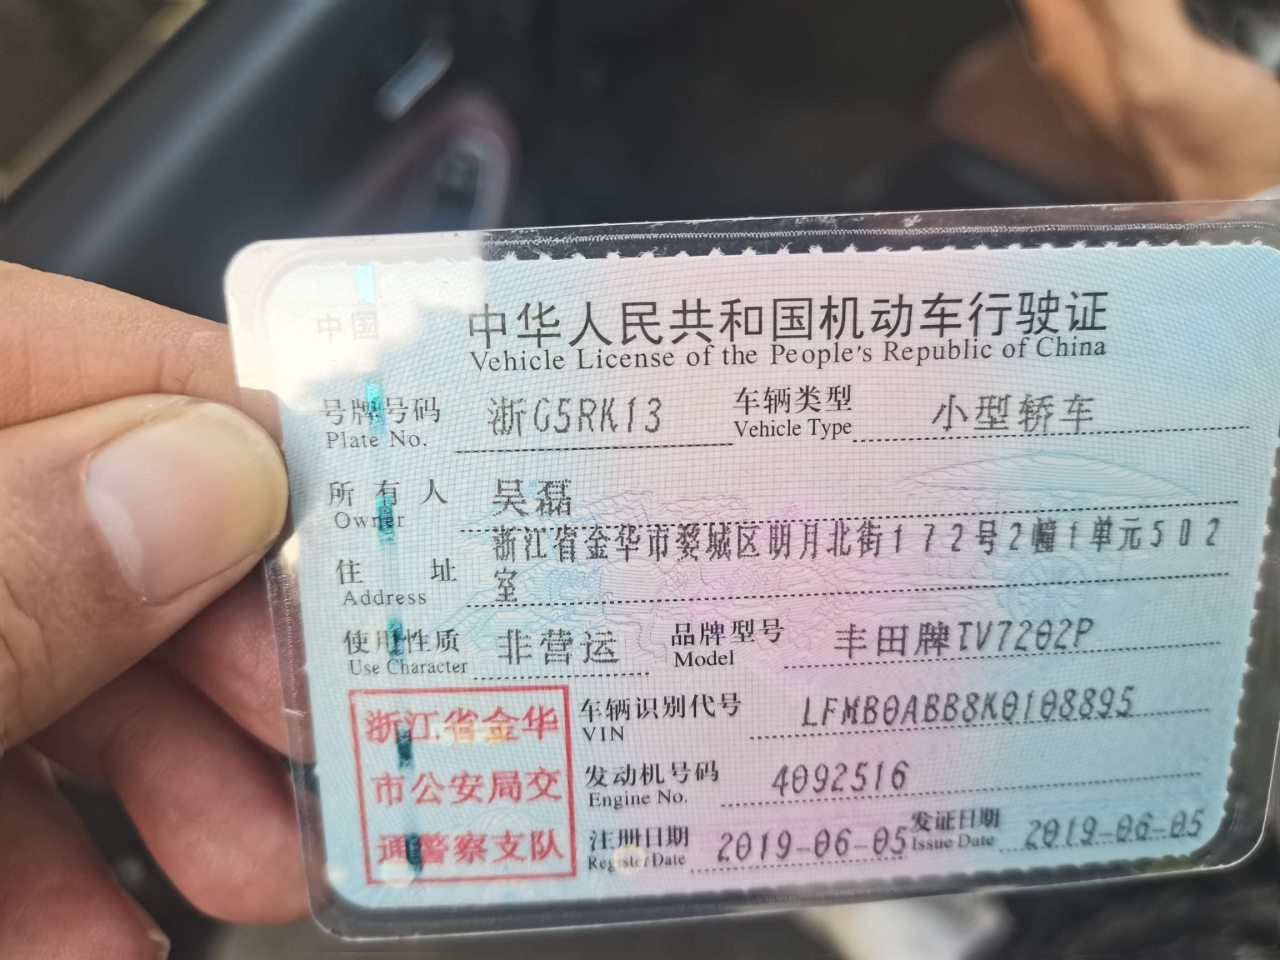 中国
中华人民共和国机动车行驶证
Vehicle License of the People's Republic of China
号牌号码 浙G5RK13 车辆类型 小型轿车
Plate No. Vehicle Type
所有人 吴磊
Owner
浙江省金华市婺城区明月北街172号2幢1单元502
住址 室
Address
使用性质 非营运 品牌型号 丰田牌TV7202P
Use Character Model
浙江省金华
市公安局交
通警察支队
车辆识别代号 LFMB0ABB8K0108895
VIN
发动机号码 4092516
Engine No.
注册日期 2019-06-05 发证日期 2019-06-05
Register Date Issue Date